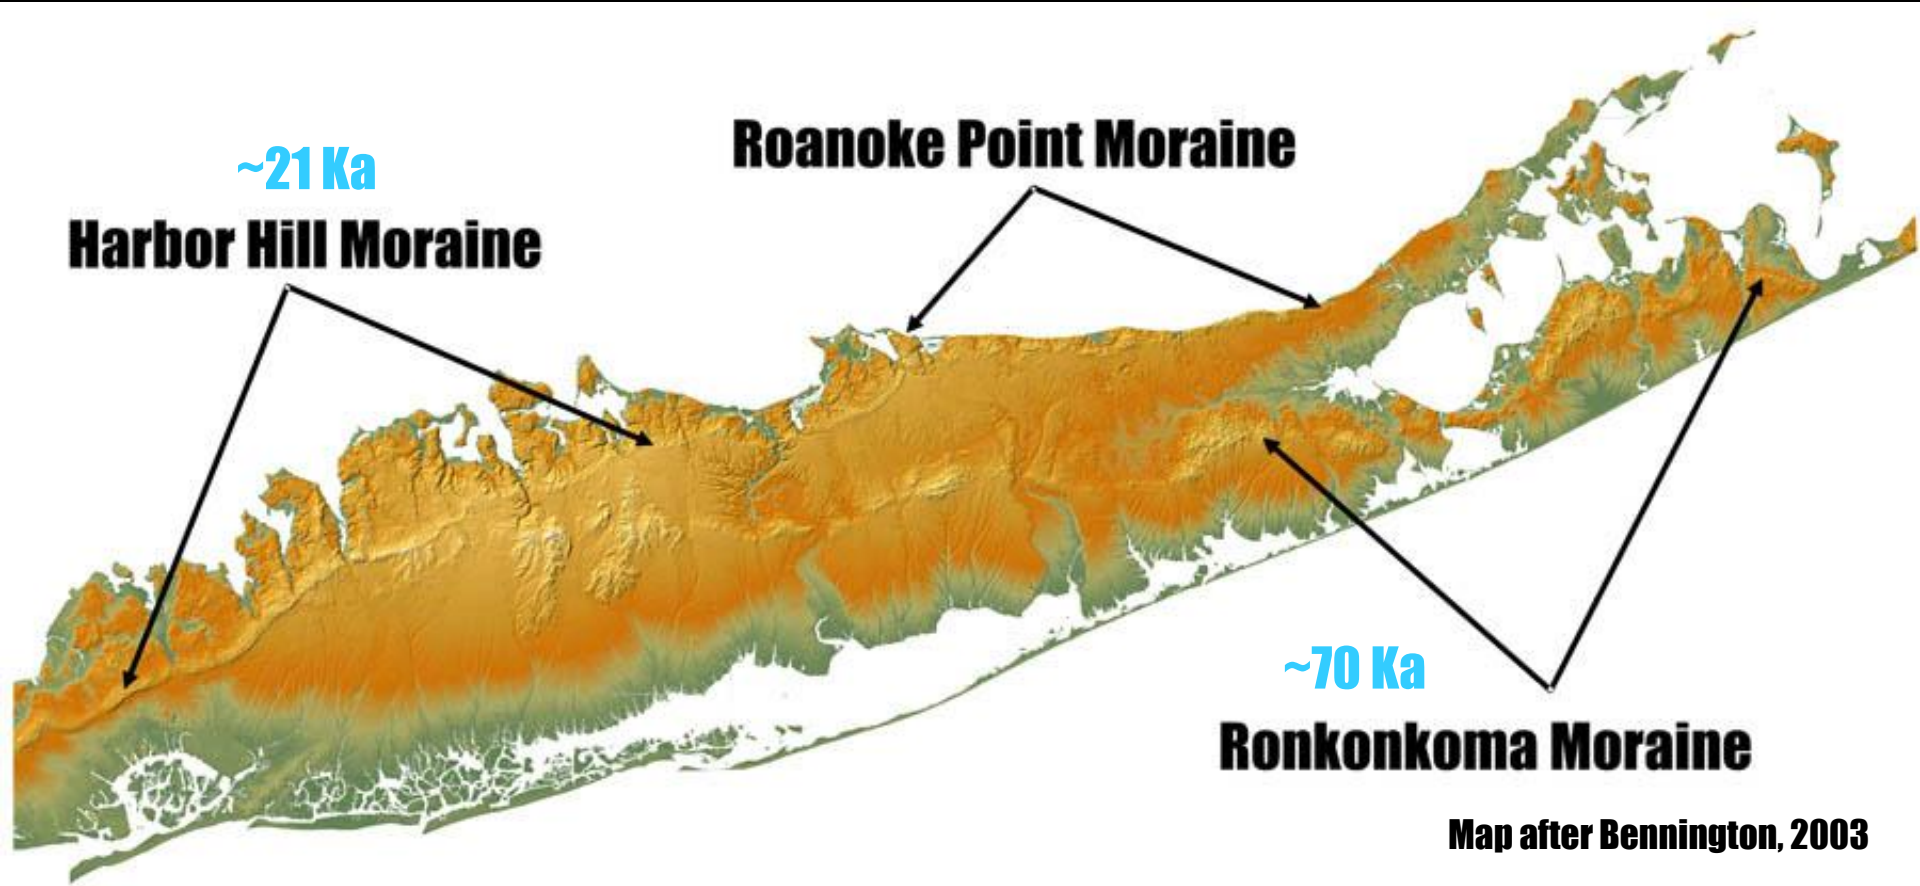 Roanoke Point Moraine
~21 Ka
Harbor Hill Moraine
~70 Ka
Ronkonkoma Moraine
Map after Bennington, 2003